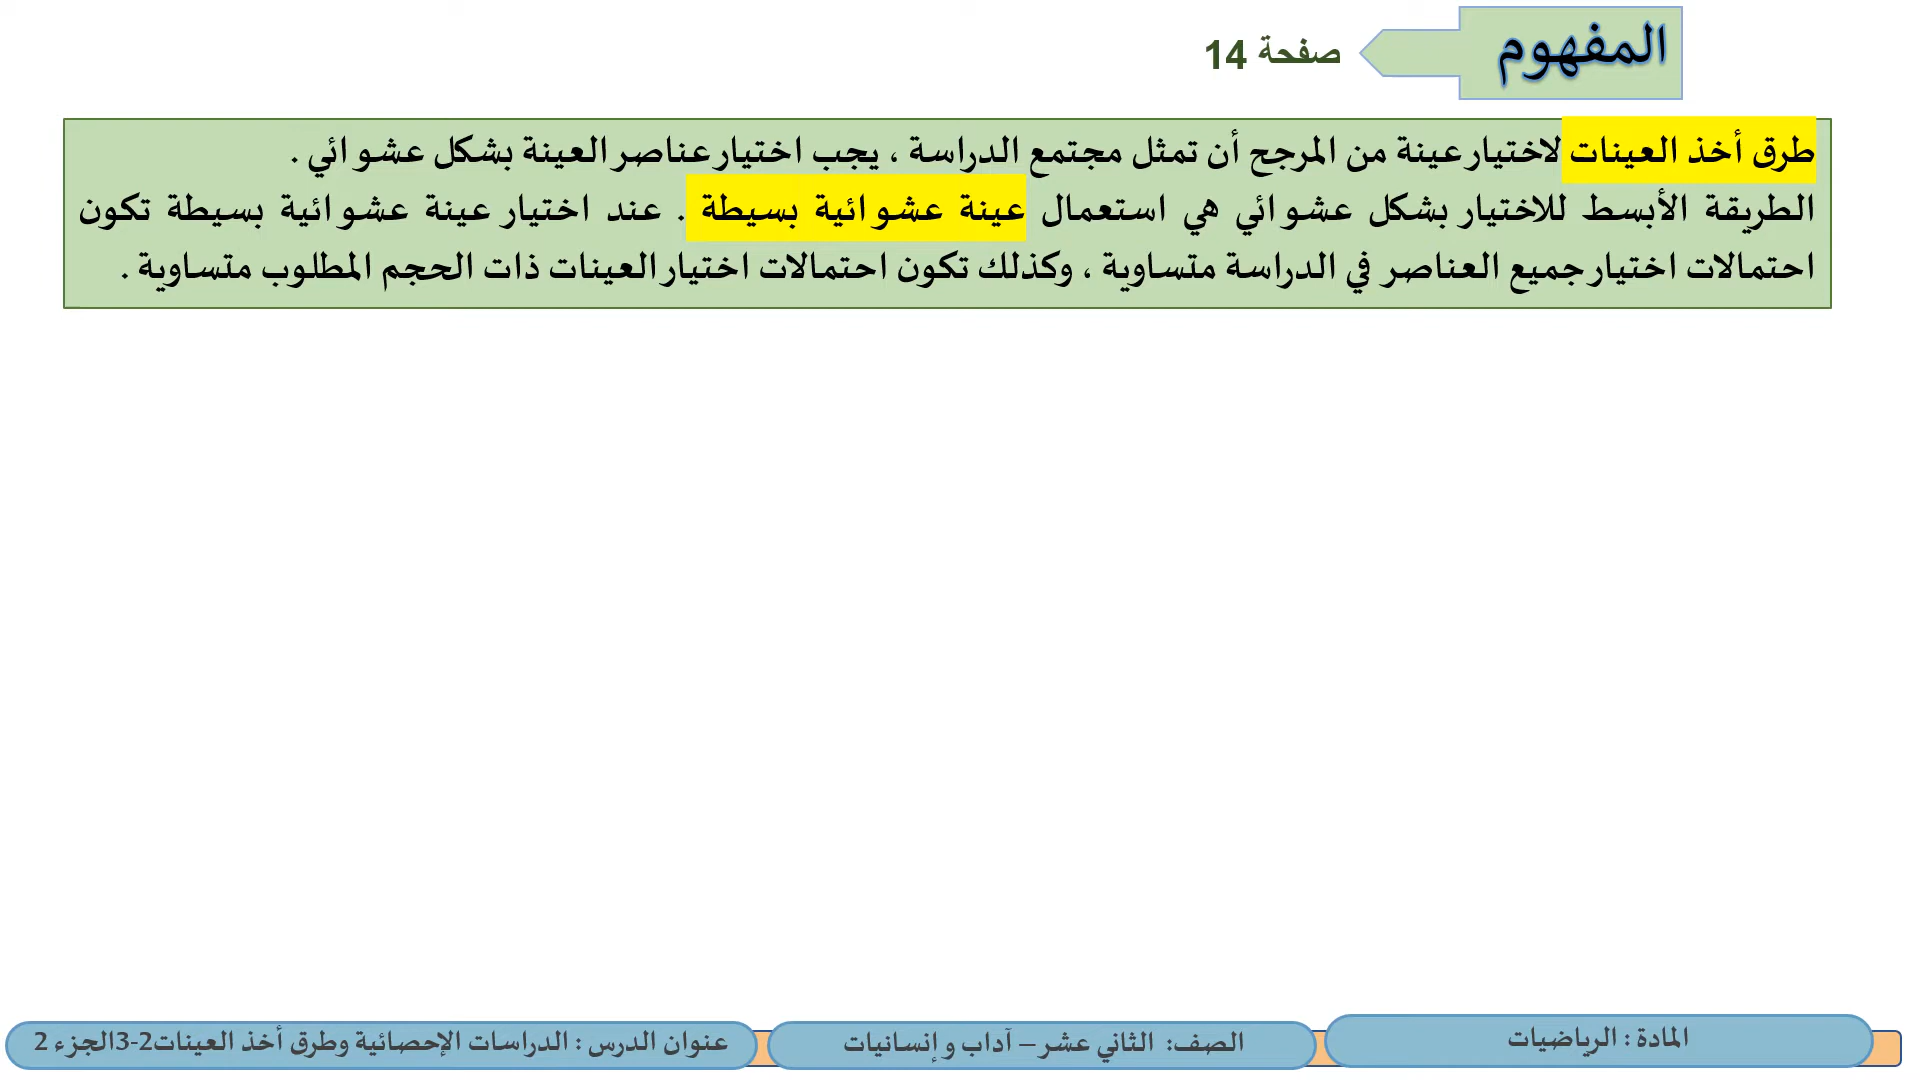 المفهوم
صفحة 14
طرق أخذ العينات لاختيار عينة من المرجح أن تمثل مجتمع الدراسة ، يجب اختيار عناصر العينة بشكل عشوائي .
الطريقة الأبسط للاختيار بشكل عشوائي هي استعمال عينة عشوائية بسيطة . عند اختيار عينة عشوائية بسيطة تكون
احتمالات اختيار جميع العناصر في الدراسة متساوية ، وكذلك تكون احتمالات اختيار العينات ذات الحجم المطلوب متساوية .
المادة : الرياضيات
الصف: الثاني عشر – آداب وإنسانيات
عنوان الدرس : الدراسات الإحصائية وطرق أخذ العينات2-3الجزء 2